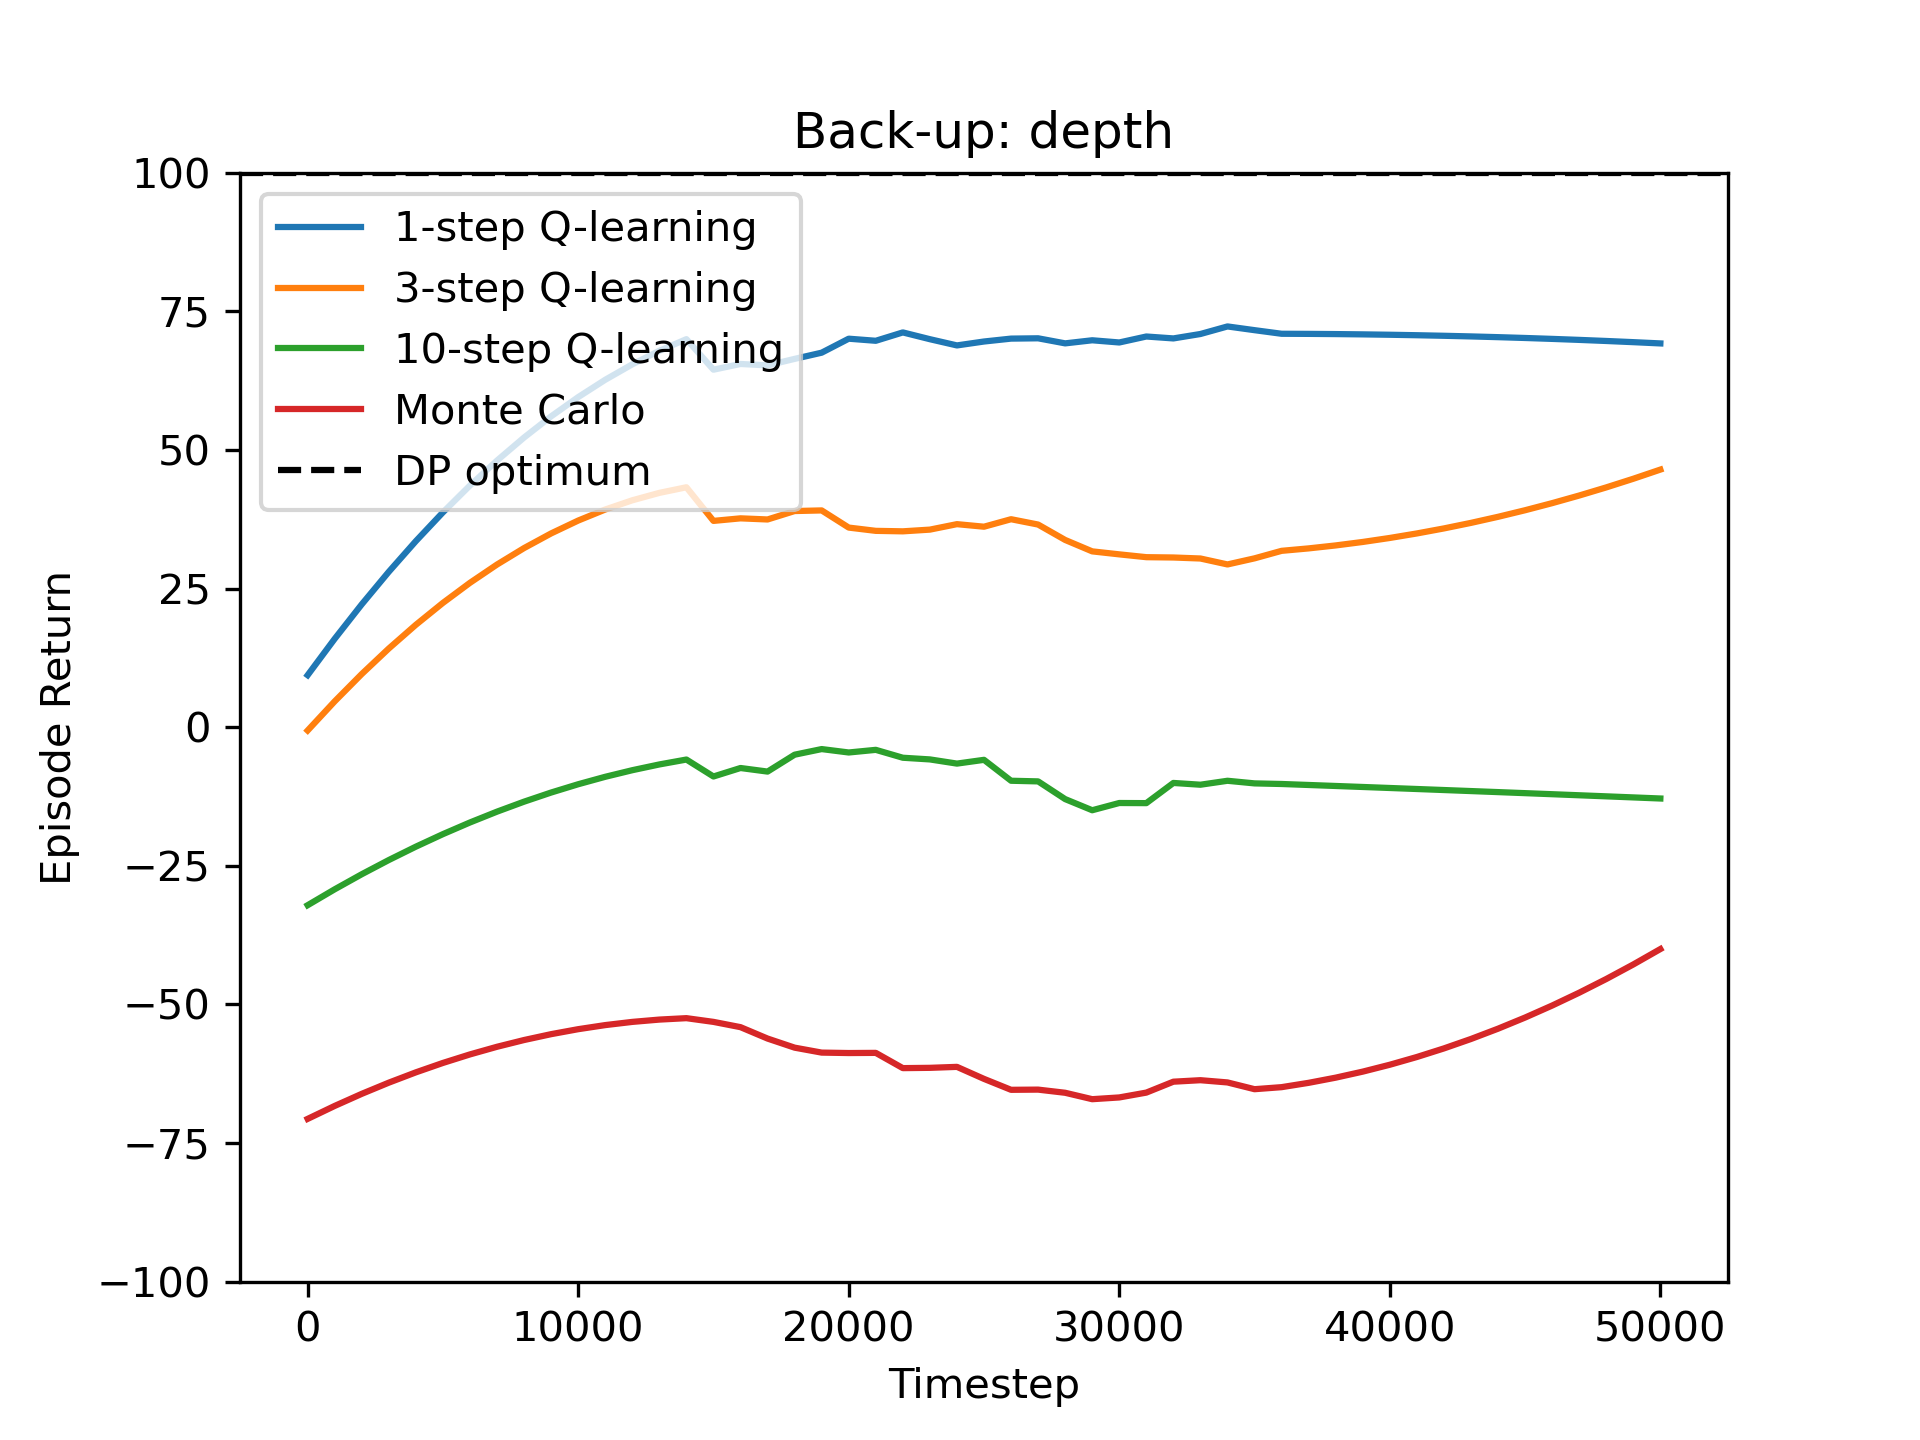 Back-up: depth
100
75
50
25
0
−25
−50
−75
−100
Episode Return
1-step Q-learning
3-step Q-learning
10-step Q-learning
Monte Carlo
DP optimum
0 10000 20000 30000 40000 50000
Timestep